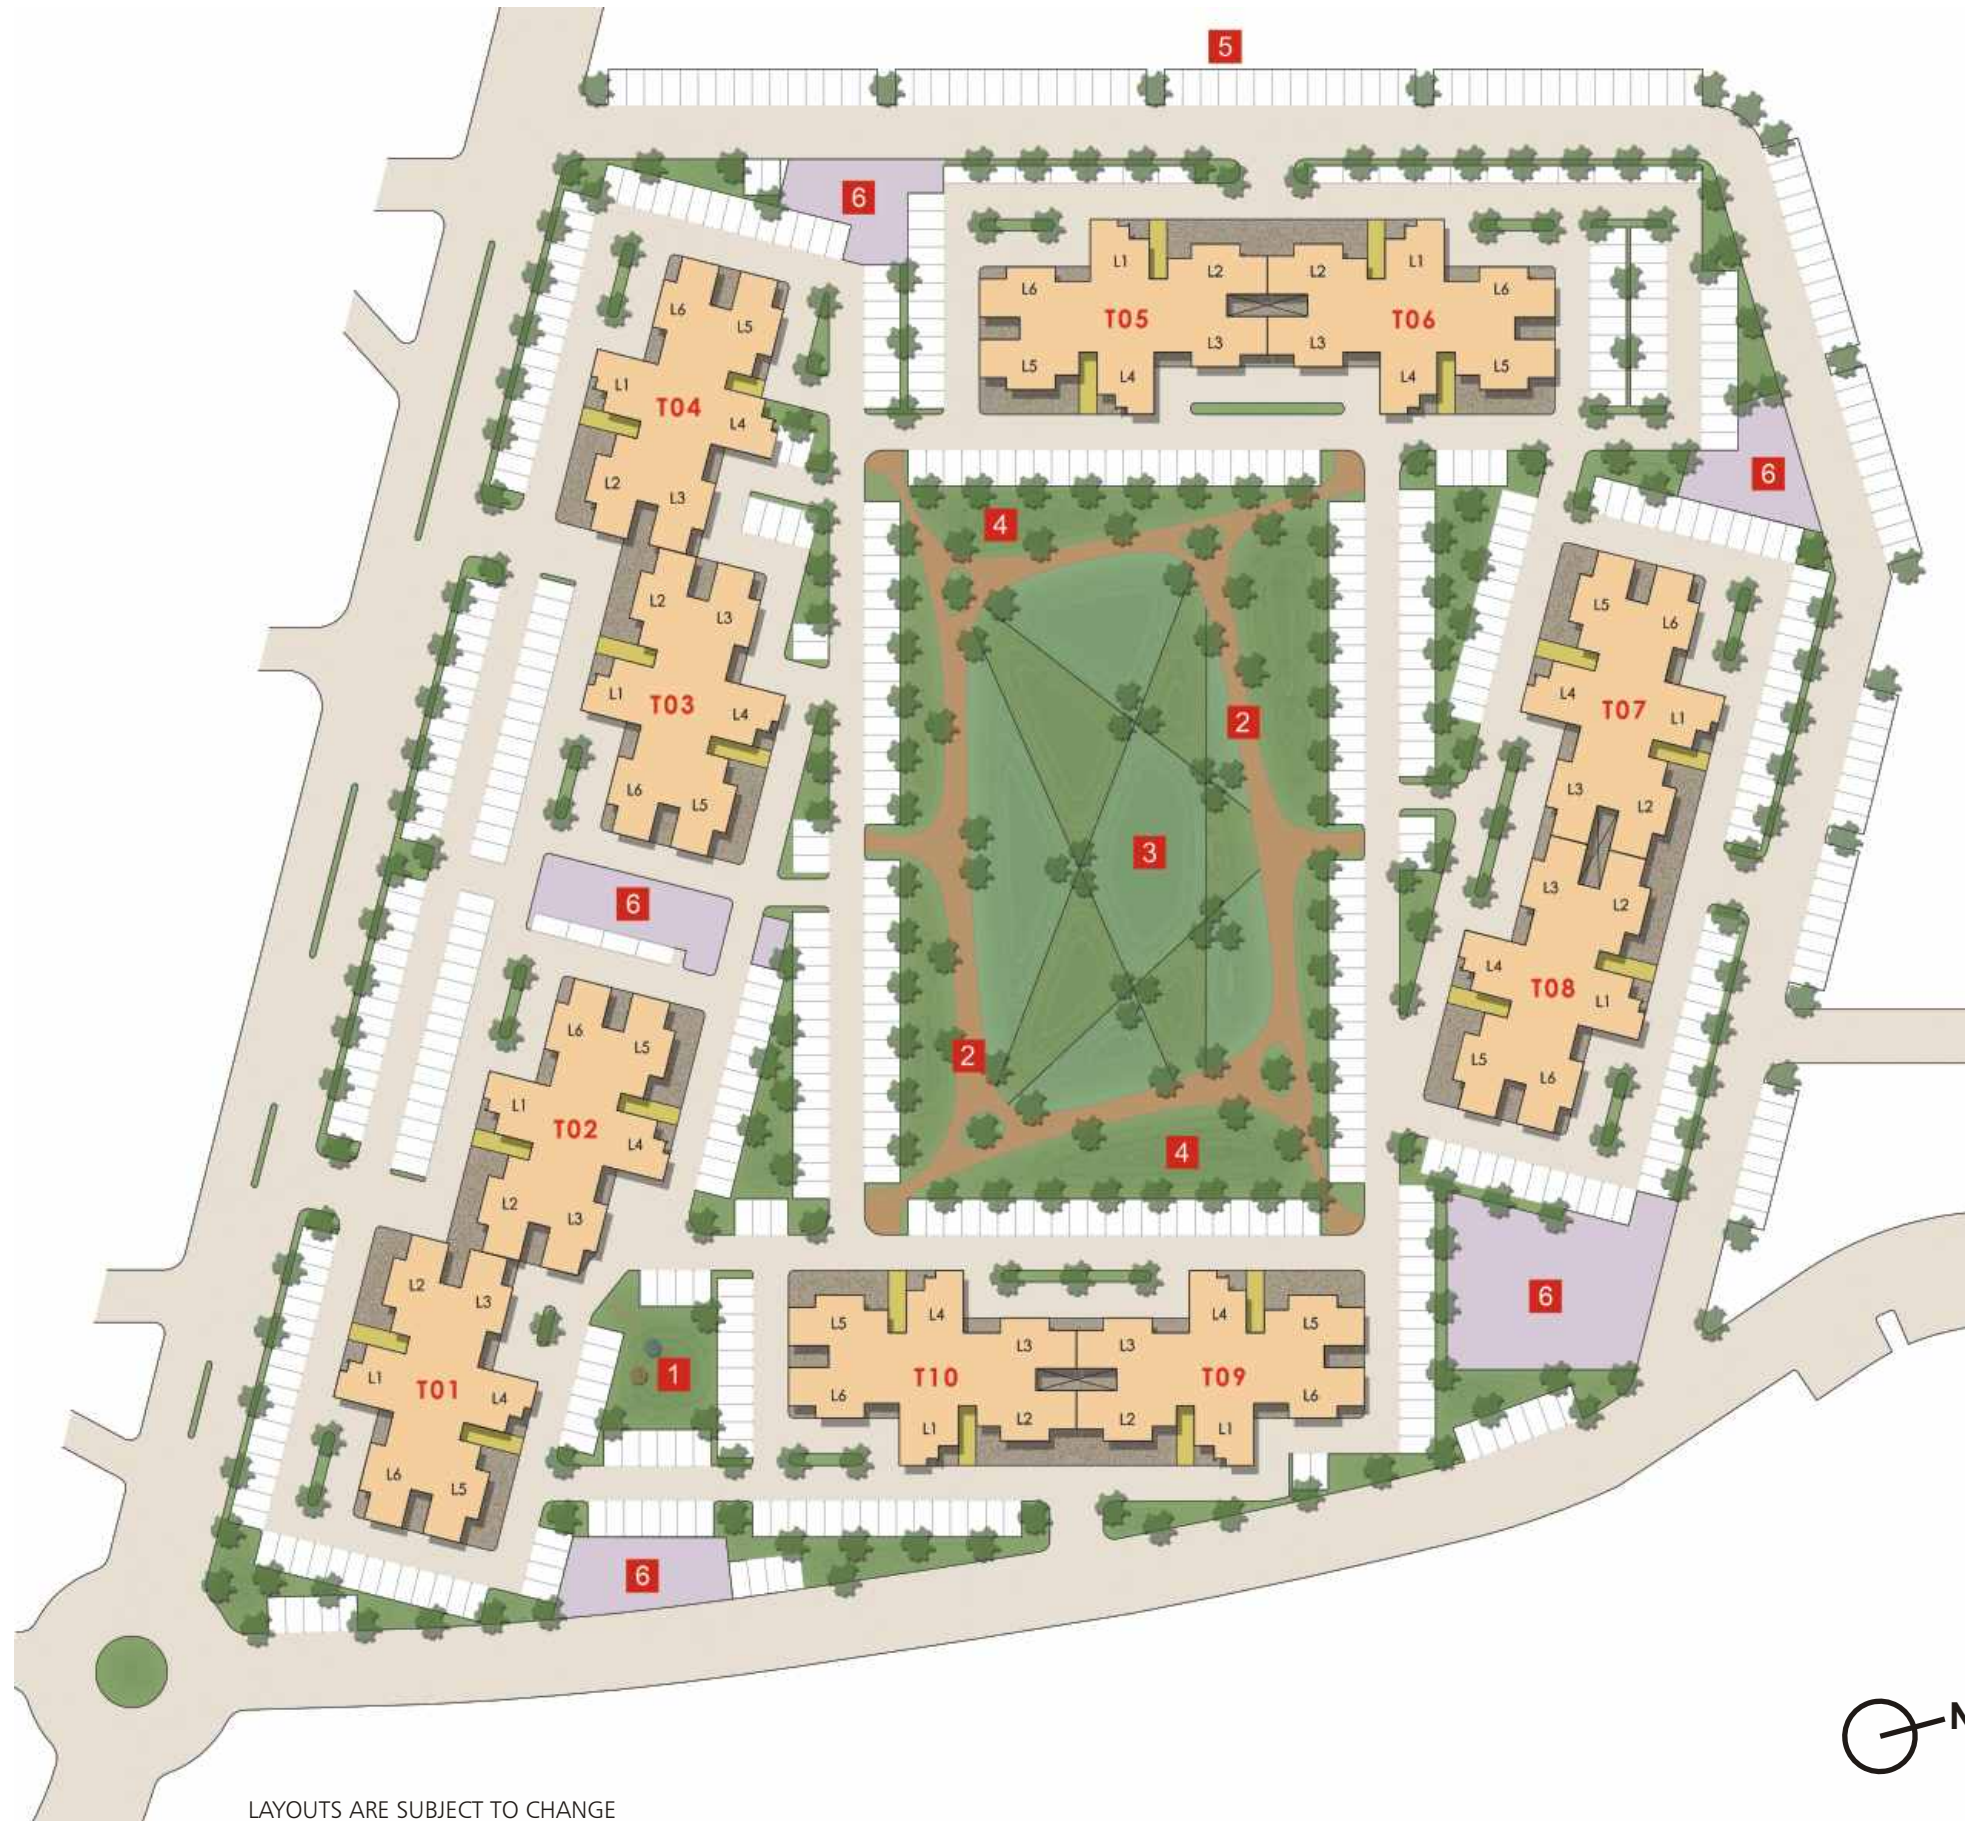 5
6
L1 L2 L2 L1
L6 L6
T05 T06
L3 L3
L5 L4 L4 L5
L6
L5
L1
T04
L4
L2
L3
6
4
L2
L3
L1
T03
L4
L6
L5
L5
L6
L4
T07
L1
L3
L2
2
3
6
L3
L2
L4
T08
L1
L5
L6
L6
L5
L1
T02
L4
L2
L3
2
4
L2
L3
L1
T01
L4
L6
L5
1
L4 L4
L5 L5
L3 L3
T10 T09
L6 L6
L2 L2
L1 L1
6
6
N
LAYOUTS ARE SUBJECT TO CHANGE